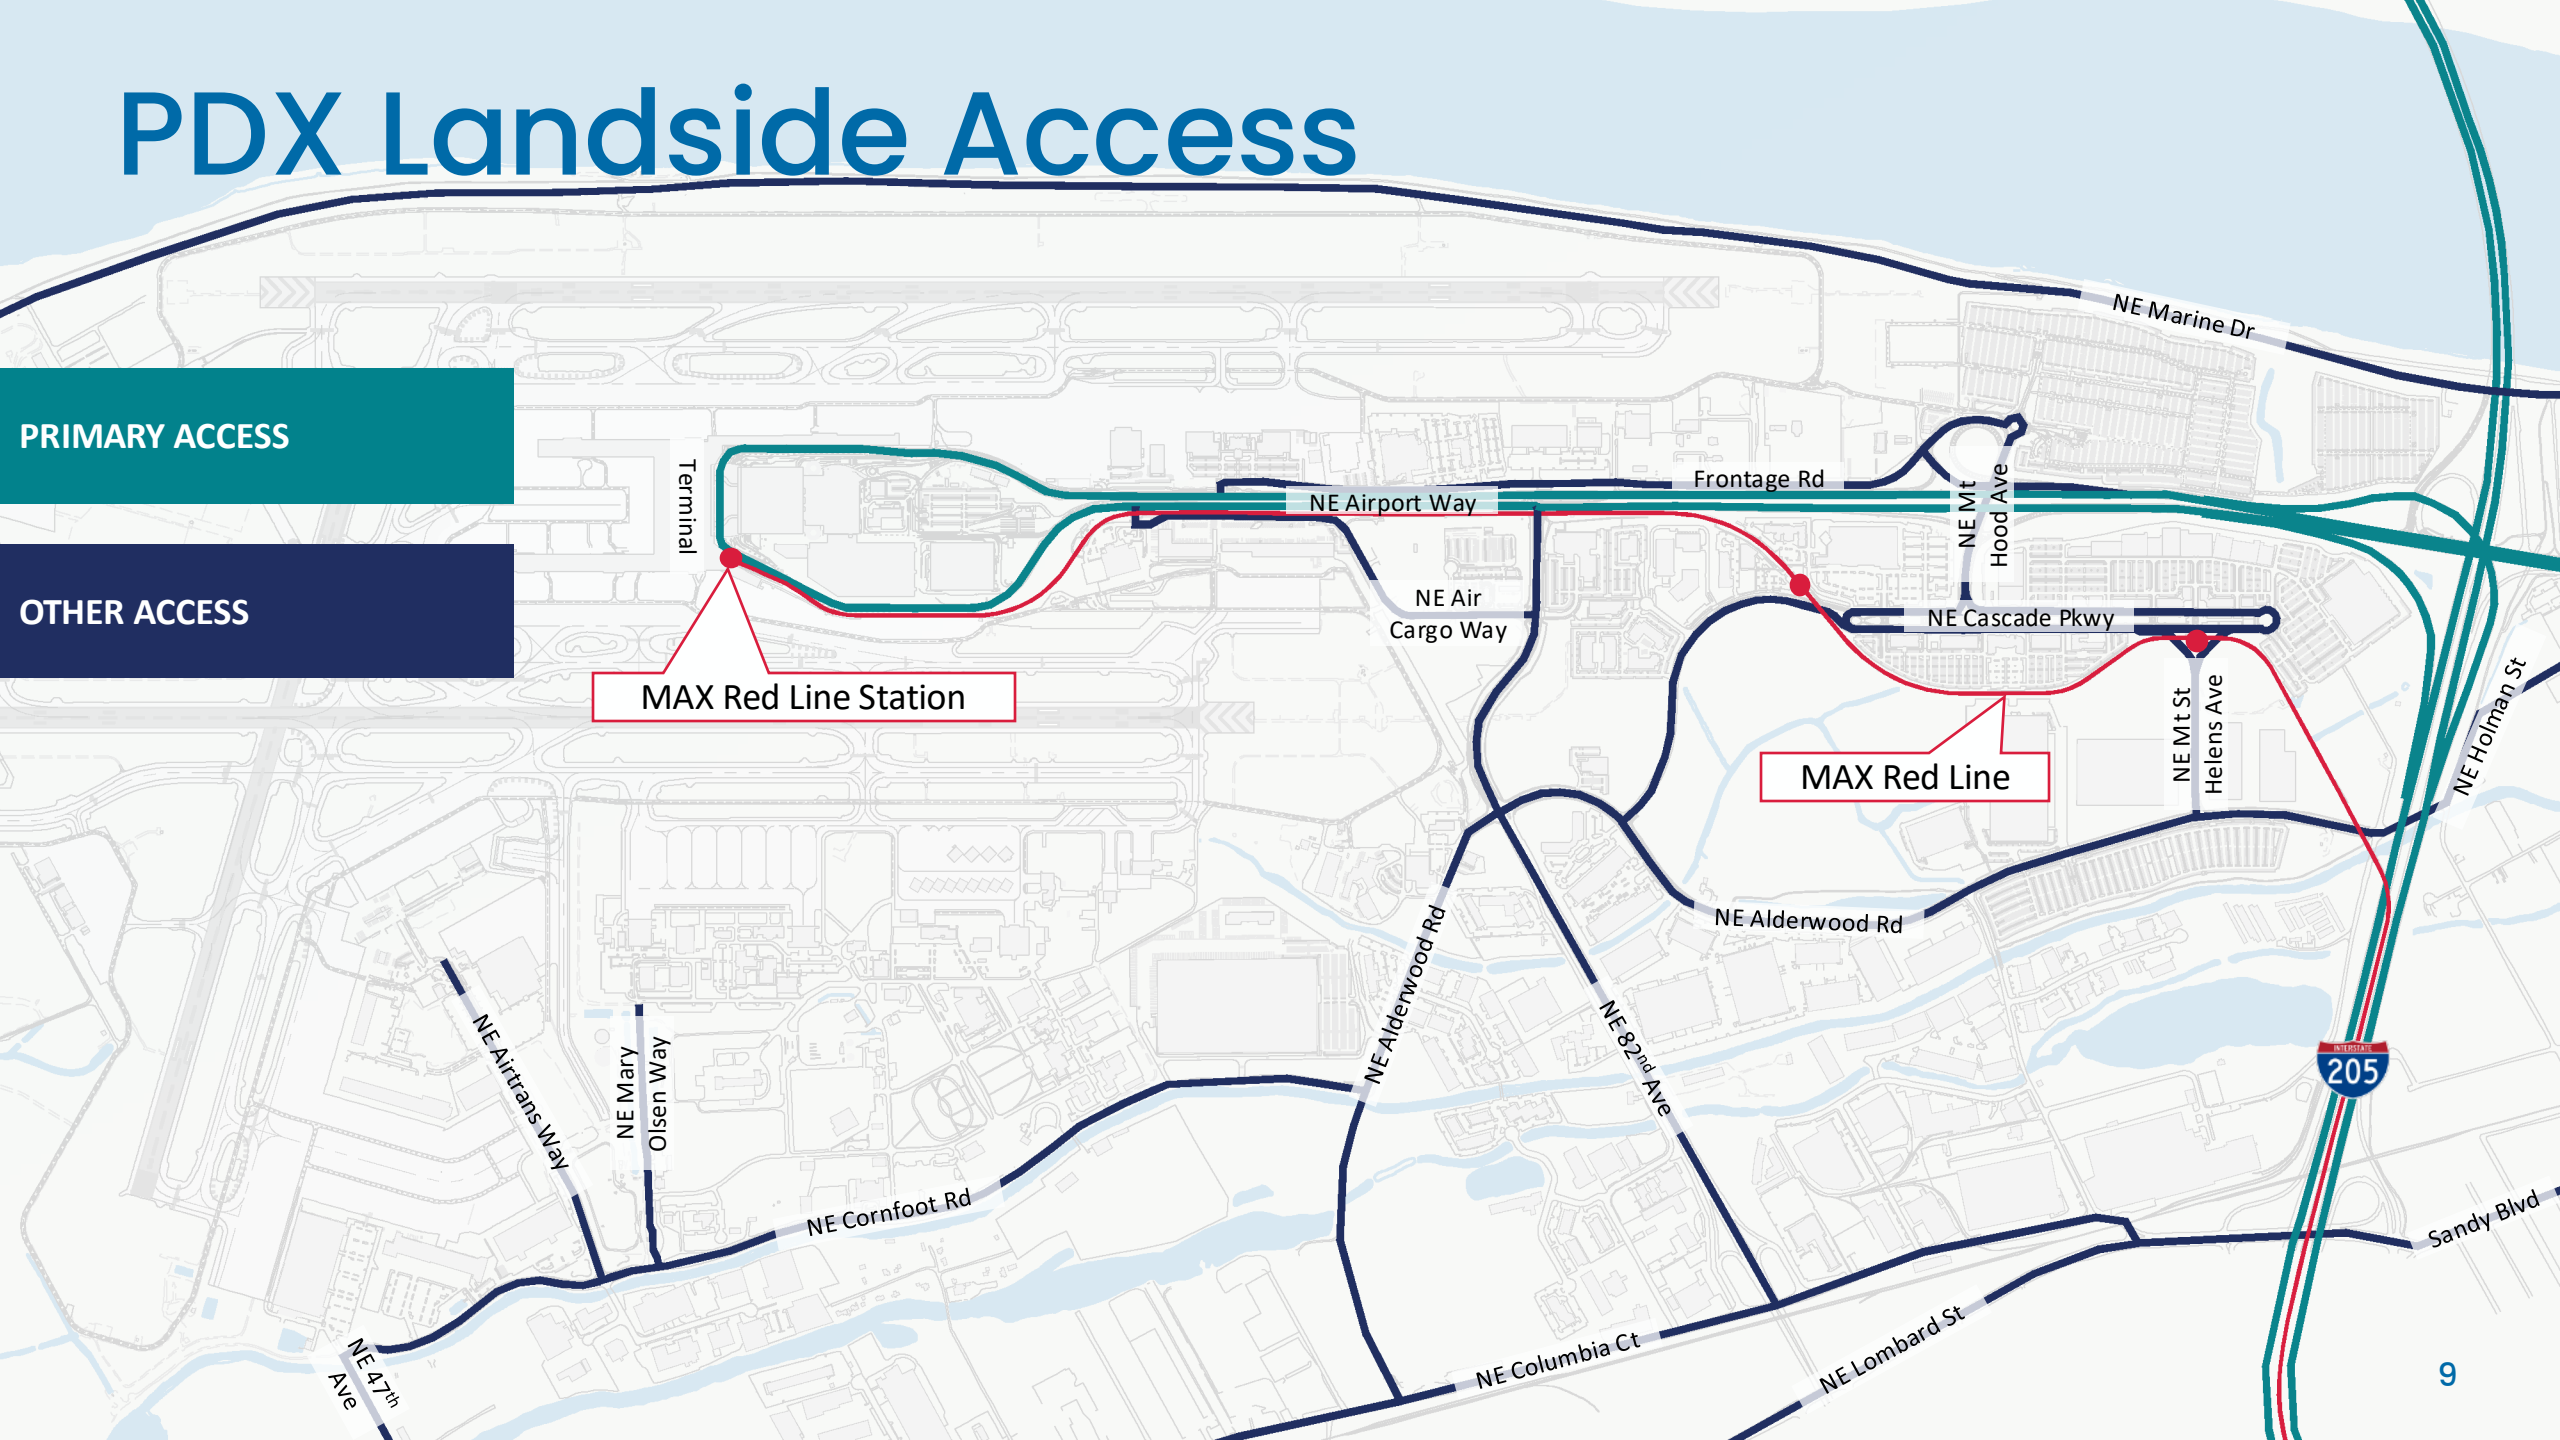 PDX Landside Access
NE Marine Dr
PRIMARY ACCESS
OTHER ACCESS
Terminal
Frontage Rd
NE Airport Way
NE Mt
Hood Ave
NE Air
Cargo Way
NE Cascade Pkwy
MAX Red Line Station
MAX Red Line
NE Mt St
Helens Ave
NE Holman St
NE Alderwood Rd
NE Alderwood Rd
NE 82nd Ave
NE Airtrans Way
NE Mary
Olsen Way
INTERSTATE
205
NE Cornfoot Rd
Sandy Blvd
NE 47th
Ave
NE Columbia Ct
NE Lombard St
9